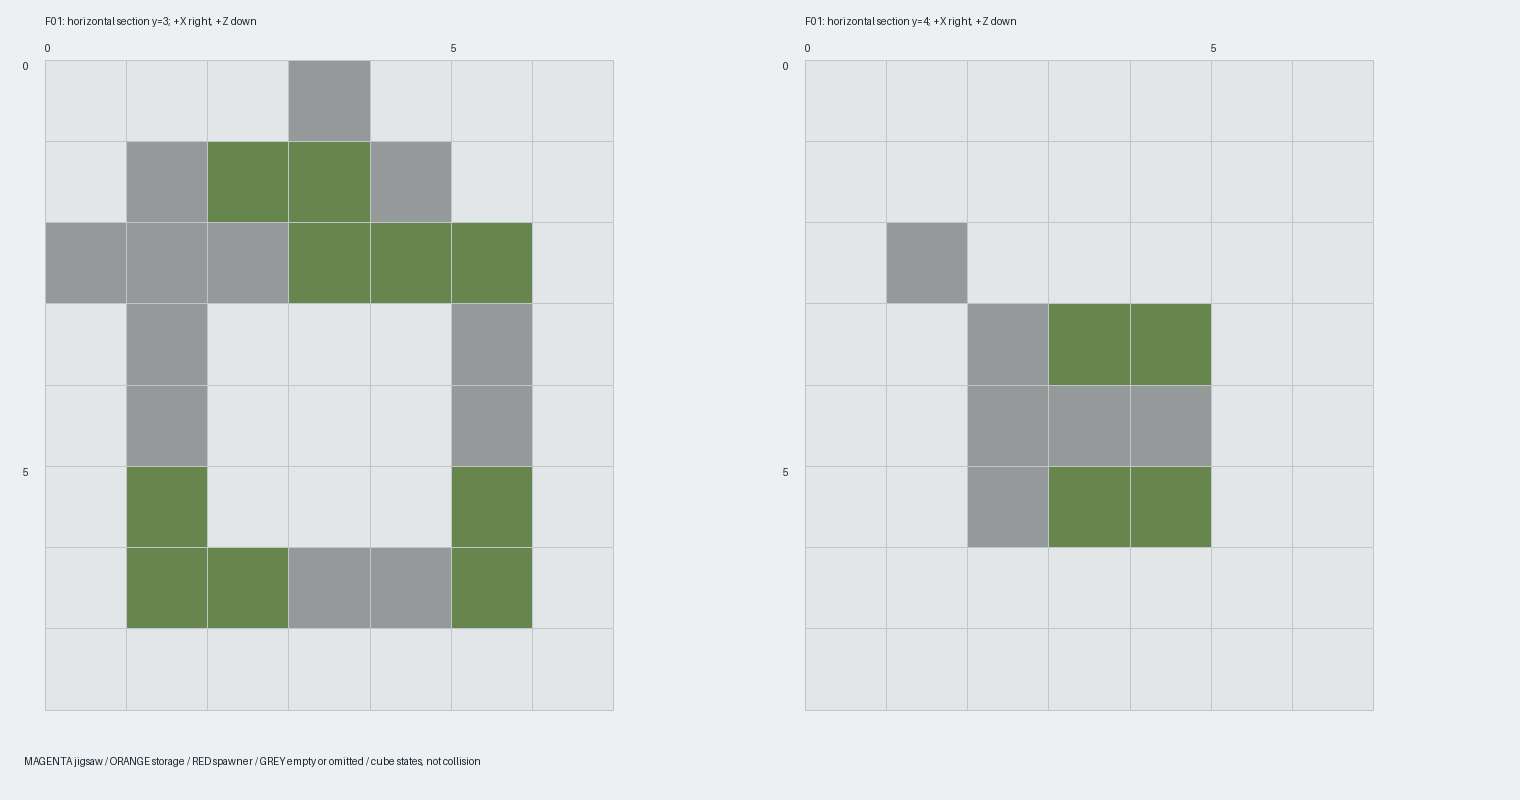 F01: horizontal section y=3; +X right, +Z down
F01: horizontal section y=4; +X right, +Z down
0 5
0 5
0
0
5
5
MAGENTA jigsaw / ORANGE storage / RED spawner / GREY empty or omitted / cube states, not collision